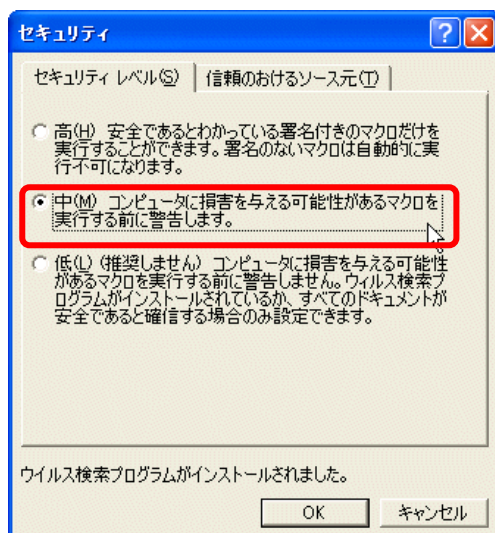 セキュリティ
セキュリティ レベル(S)
信頼のおけるソース元(T)
高(H) 安全であるとわかっている署名付きのマクロだけを
実行することができます。署名のないマクロは自動的に実
行不可になります。
中(M) コンピュータに損害を与える可能性があるマクロを
実行する前に警告します。
低(L) (推奨しません) コンピュータに損害を与える可能性
があるマクロを実行する前に警告しません。ウィルス検索プ
ログラムがインストールされているか、すべてのドキュメントが
安全であると確信する場合のみ設定できます。
ウイルス検索プログラムがインストールされました。
OK
キャンセル